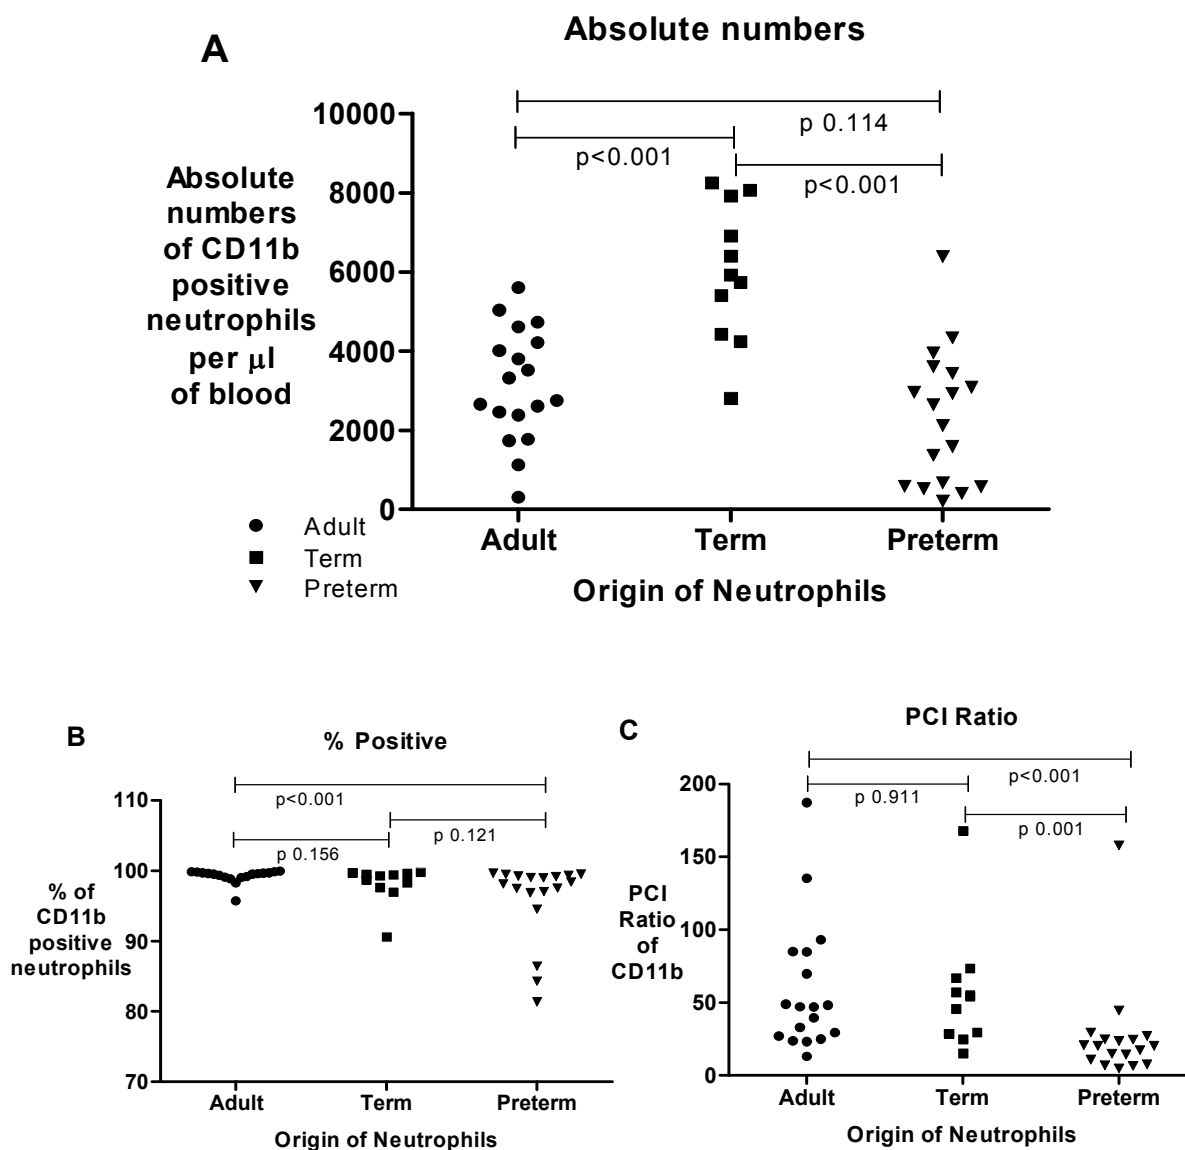 A
Absolute numbers
Absolute
numbers
of CD11b
positive
neutrophils
per µl
of blood
10000
8000
6000
4000
2000
0
p 0.114
p<0.001
p<0.001
Adult
Term
Preterm
Adult Term Preterm
Origin of Neutrophils
B
% Positive
% of
CD11b
positive
neutrophils
110
100
90
80
70
p<0.001
p 0.121
p 0.156
Adult Term Preterm
Origin of Neutrophils
C
PCI Ratio
PCI
Ratio
of
CD11b
200
150
100
50
0
p<0.001
p 0.911
p 0.001
Adult Term Preterm
Origin of Neutrophils